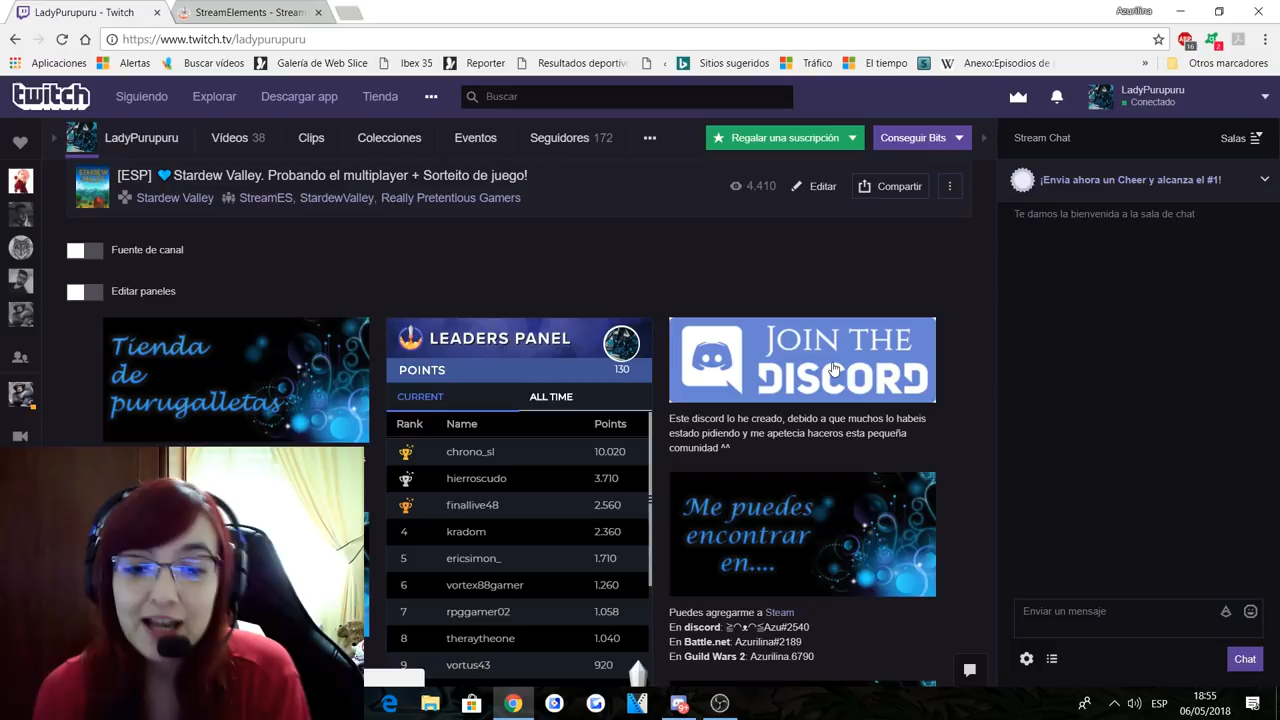 LadyPurupuru - Twitch
StreamElements - Stream
Azurilina
https://www.twitch.tv/ladypurupuru
Aplicaciones
Alertas
Buscar vídeos
Galería de Web Slice
Ibex 35
Reporter
Resultados deportiv
Sitios sugeridos
Tráfico
El tiempo
Anexo:Episodios de
»
Otros marcadores
twitch
Siguiendo
Explorar
Descargar app
Tienda
Buscar
LadyPurupuru
Conectado
LadyPurupuru
Vídeos 38
Clips
Colecciones
Eventos
Seguidores 172
Regalar una suscripción
Conseguir Bits
Stream Chat
Salas
[ESP] 💙Stardew Valley. Probando el multiplayer + Sorteito de juego!
Stardew Valley
StreamES, StardewValley, Really Pretentious Gamers
4.410
Editar
Compartir
¡Envía ahora un Cheer y alcanza el #1!
Te damos la bienvenida a la sala de chat
Fuente de canal
Editar paneles
Tienda
de
purugalletas
LEADERS PANEL
POINTS
130
CURRENT
ALL TIME
Rank Name Points
chrono_sl 10.020
hierroscudo 3.710
finallive48 2.560
4 kradom 2.360
5 ericsimon_ 1.710
6 vortex88gamer 1.260
7 rpggamer02 1.058
8 theraytheone 1.040
9 vortus43 920
JOIN THE
DISCORD
Este discord lo he creado, debido a que muchos lo habeis
estado pidiendo y me apetecia haceros esta pequeña
comunidad ^^
Me puedes
encontrar
en....
Puedes agregarme a Steam
En discord: ≧◠ᴥ◠≦Azu#2540
En Battle.net: Azurilina#2189
En Guild Wars 2: Azurilina.6790
Enviar un mensaje
Chat
ESP
18:55
06/05/2018